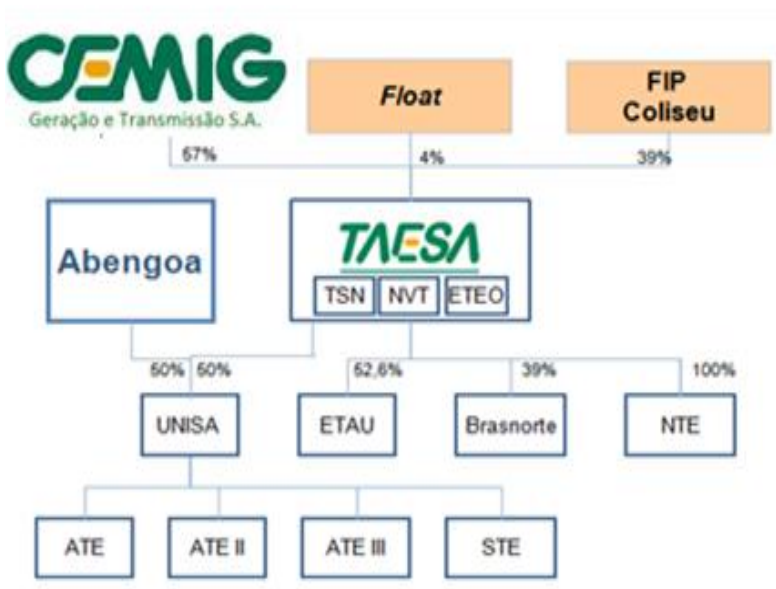 CEMIG
Geração e Transmissão S.A.
Float
FIP
Coliseu
57%
4%
39%
Abengoa
TAESA
TSN NVT ETEO
50% 50% 52,6% 39% 100%
UNISA ETAU Brasnorte NTE
ATE ATE II ATE III STE